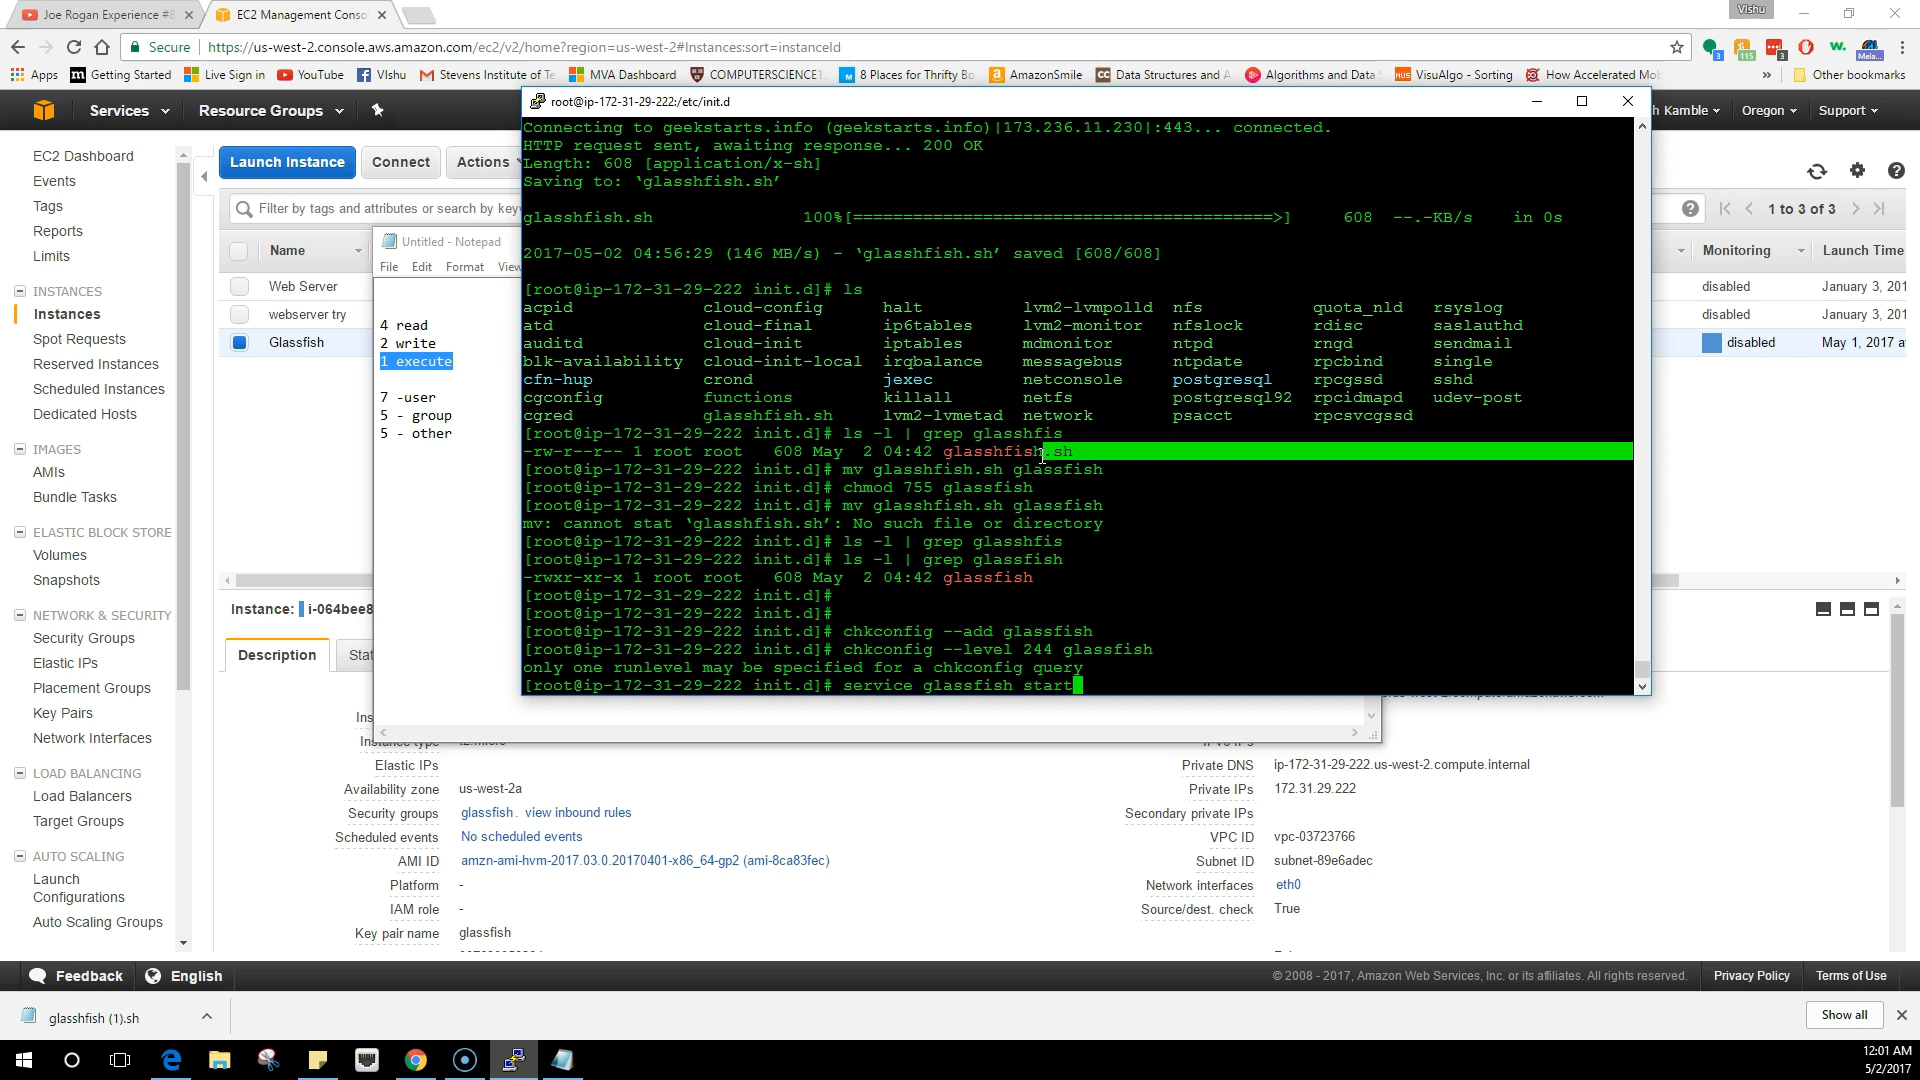 Joe Rogan Experience #8
EC2 Management Conso
Vishu
Secure
https://us-west-2.console.aws.amazon.com/ec2/v2/home?region=us-west-2#Instances:sort=instanceId
Apps
Getting Started
Live Sign in
YouTube
VIshu
Stevens Institute of Te
MVA Dashboard
COMPUTERSCIENCE1
8 Places for Thrifty Bo
AmazonSmile
Data Structures and A
Algorithms and Data
VisuAlgo - Sorting
How Accelerated Mo
Other bookmarks
Services
Resource Groups
h Kamble
Oregon
Support
EC2 Dashboard
Events
Tags
Reports
Limits
INSTANCES
Instances
Spot Requests
Reserved Instances
Scheduled Instances
Dedicated Hosts
IMAGES
AMIs
Bundle Tasks
ELASTIC BLOCK STORE
Volumes
Snapshots
NETWORK & SECURITY
Security Groups
Elastic IPs
Placement Groups
Key Pairs
Network Interfaces
LOAD BALANCING
Load Balancers
Target Groups
AUTO SCALING
Launch
Configurations
Auto Scaling Groups
Launch Instance
Connect
Actions
Filter by tags and attributes or search by key
1 to 3 of 3
Name
Monitoring
Launch Time
Web Server
disabled
January 3, 201
webserver try
disabled
January 3, 201
Glassfish
disabled
May 1, 2017 a
Untitled - Notepad
File Edit Format View
4 read
2 write
1 execute
7 -user
5 - group
5 - other
root@ip-172-31-29-222:/etc/init.d
Connecting to geekstarts.info (geekstarts.info)|173.236.11.230|:443... connected.
HTTP request sent, awaiting response... 200 OK
Length: 608 [application/x-sh]
Saving to: ‘glasshfish.sh’
glasshfish.sh 100%[==========================================>] 608 --.-KB/s in 0s
2017-05-02 04:56:29 (146 MB/s) - ‘glasshfish.sh’ saved [608/608]
[root@ip-172-31-29-222 init.d]# ls
acpid cloud-config halt lvm2-lvmpolld nfs quota_nld rsyslog
atd cloud-final ip6tables lvm2-monitor nfslock rdisc saslauthd
auditd cloud-init iptables mdmonitor ntpd rngd sendmail
blk-availability cloud-init-local irqbalance messagebus ntpdate rpcbind single
cfn-hup crond jexec netconsole postgresql rpcgssd sshd
cgconfig functions killall netfs postgresql92 rpcidmapd udev-post
cgred glasshfish.sh lvm2-lvmetad network psacct rpcsvcgssd
[root@ip-172-31-29-222 init.d]# ls -l | grep glasshfis
-rw-r--r-- 1 root root 608 May 2 04:42 glasshfish.sh
[root@ip-172-31-29-222 init.d]# mv glasshfish.sh glassfish
[root@ip-172-31-29-222 init.d]# chmod 755 glassfish
[root@ip-172-31-29-222 init.d]# mv glasshfish.sh glassfish
mv: cannot stat ‘glasshfish.sh’: No such file or directory
[root@ip-172-31-29-222 init.d]# ls -l | grep glasshfis
[root@ip-172-31-29-222 init.d]# ls -l | grep glassfish
-rwxr-xr-x 1 root root 608 May 2 04:42 glassfish
[root@ip-172-31-29-222 init.d]#
[root@ip-172-31-29-222 init.d]#
[root@ip-172-31-29-222 init.d]# chkconfig --add glassfish
[root@ip-172-31-29-222 init.d]# chkconfig --level 244 glassfish
only one runlevel may be specified for a chkconfig query
[root@ip-172-31-29-222 init.d]# service glassfish start
Instance: i-064bee8
Description
Stat
Ins
Instance type t2.micro
Elastic IPs
Availability zone us-west-2a
Security groups glassfish. view inbound rules
Scheduled events No scheduled events
AMI ID amzn-ami-hvm-2017.03.0.20170401-x86_64-gp2 (ami-8ca83fec)
Platform -
IAM role -
Key pair name glassfish
IPv6 IPs
Private DNS ip-172-31-29-222.us-west-2.compute.internal
Private IPs 172.31.29.222
Secondary private IPs
VPC ID vpc-03723766
Subnet ID subnet-89e6adec
Network interfaces eth0
Source/dest. check True
Feedback
English
© 2008 - 2017, Amazon Web Services, Inc. or its affiliates. All rights reserved.
Privacy Policy
Terms of Use
glasshfish (1).sh
Show all
12:01 AM
5/2/2017